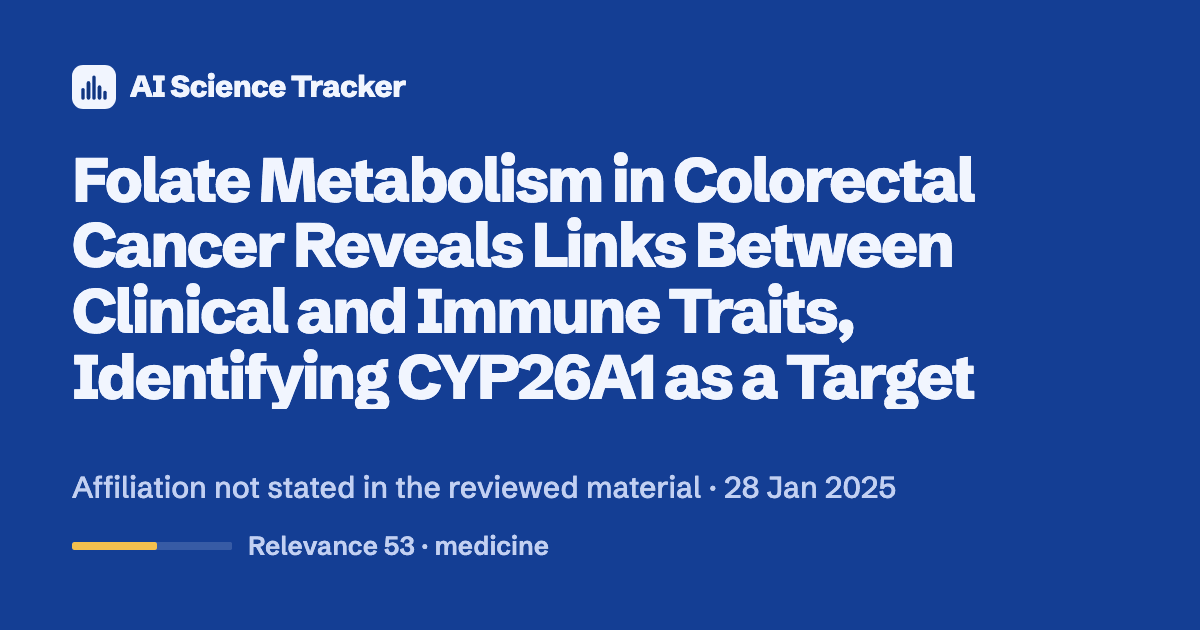 AI Science Tracker
Folate Metabolism in Colorectal
Cancer Reveals Links Between
Clinical and Immune Traits,
Identifying CYP26A1 as a Target
Affiliation not stated in the reviewed material · 28 Jan 2025
Relevance 53 · medicine